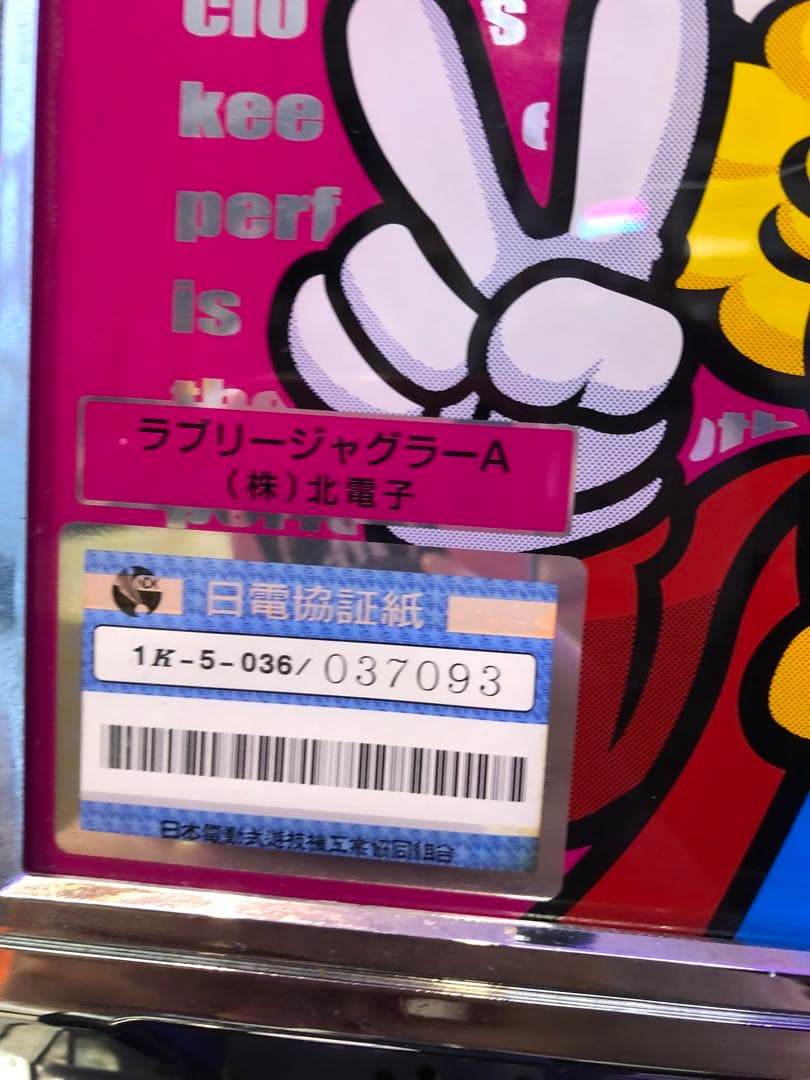 clo
s
kee
perf
is
the
ラブリージャグラーA
(株)北電子
日電協証紙
1K-5-036/037093
日本電動式遊技機工業協同組合